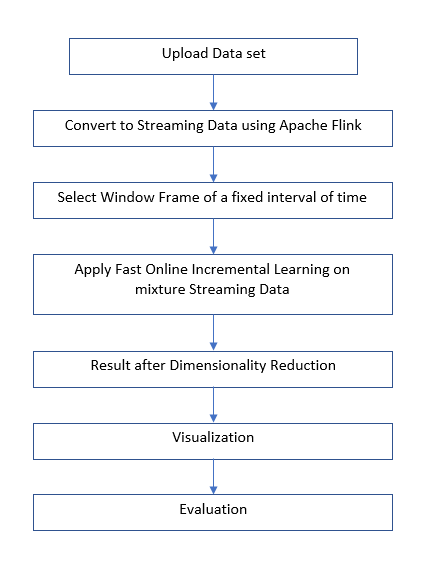 Upload Data set
Convert to Streaming Data using Apache Flink
Select Window Frame of a fixed interval of time
Apply Fast Online Incremental Learning on
mixture Streaming Data
Result after Dimensionality Reduction
Visualization
Evaluation